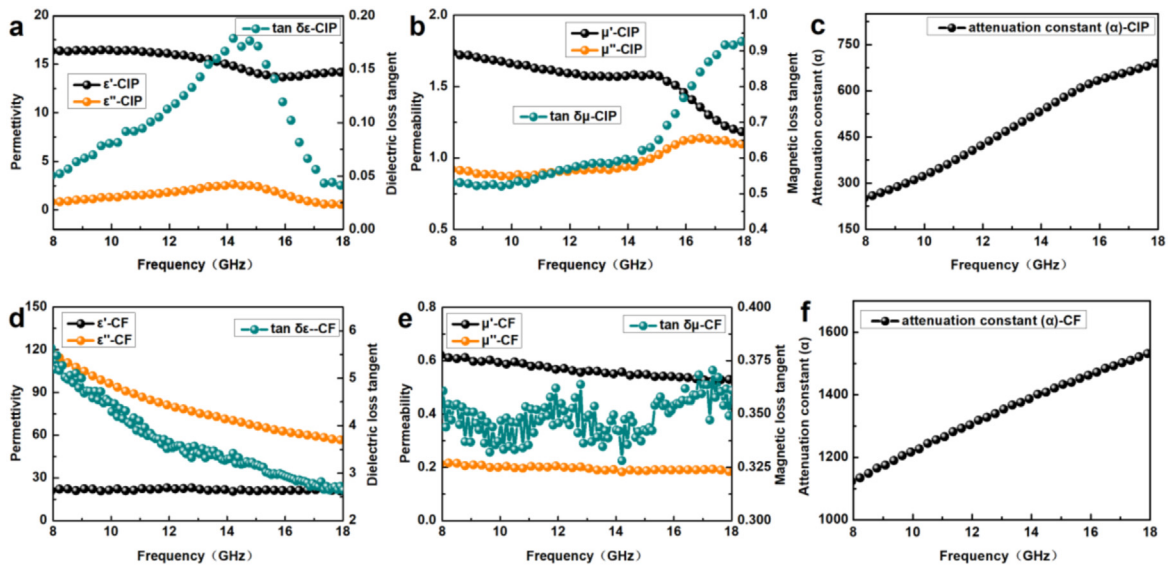 a
tan δε-CIP
ε'-CIP
ε''-CIP
Permettivity
Dielectric loss tangent
25
20
15
10
5
0
0.20
0.15
0.10
0.05
0.00
8 10 12 14 16 18
Frequency（GHz）
b
μ'-CIP
μ''-CIP
tan δμ-CIP
Permeability
Magnetic loss tangent
2.0
1.5
1.0
0.5
1.0
0.9
0.8
0.7
0.6
0.5
0.4
8 10 12 14 16 18
Frequency（GHz）
c
attenuation constant (α)-CIP
Attenuation constant (α)
750
600
450
300
150
8 10 12 14 16 18
Frequency（GHz）
d
ε'-CF
ε''-CF
tan δε--CF
Permettivity
Dielectric loss tangent
150
120
90
60
30
0
6
5
4
3
2
8 10 12 14 16 18
Frequency（GHz）
e
μ'-CF
μ''-CF
tan δμ-CF
Permeability
Magnetic loss tangent
0.8
0.6
0.4
0.2
0.0
0.400
0.375
0.350
0.325
0.300
8 10 12 14 16 18
Frequency（GHz）
f
attenuation constant (α)-CF
Attenuation constant (α)
1600
1400
1200
1000
8 10 12 14 16 18
Frequency（GHz）